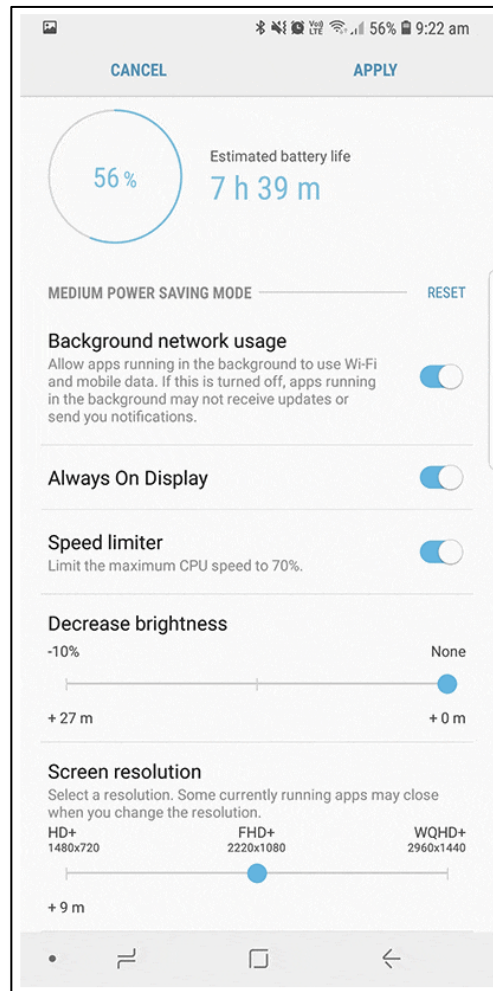 Vo)) LTE 56% 9:22 am
CANCEL APPLY
56 %
Estimated battery life
7 h 39 m
MEDIUM POWER SAVING MODE RESET
Background network usage
Allow apps running in the background to use Wi-Fi
and mobile data. If this is turned off, apps running
in the background may not receive updates or
send you notifications.
Always On Display
Speed limiter
Limit the maximum CPU speed to 70%.
Decrease brightness
-10% None
+ 27 m + 0 m
Screen resolution
Select a resolution. Some currently running apps may close
when you change the resolution.
HD+ FHD+ WQHD+
1480x720 2220x1080 2960x1440
+ 9 m